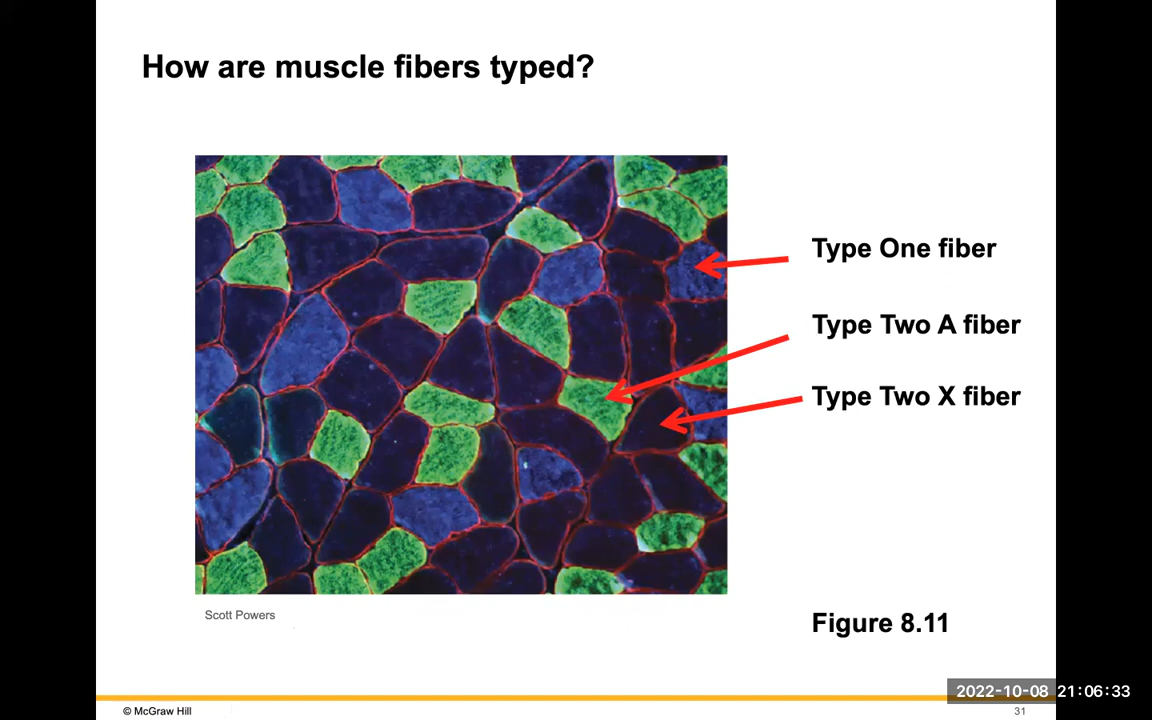 How are muscle fibers typed?
Type One fiber
Type Two A fiber
Type Two X fiber
Scott Powers
Figure 8.11
2022-10-08 21:06:33
© McGraw Hill
31